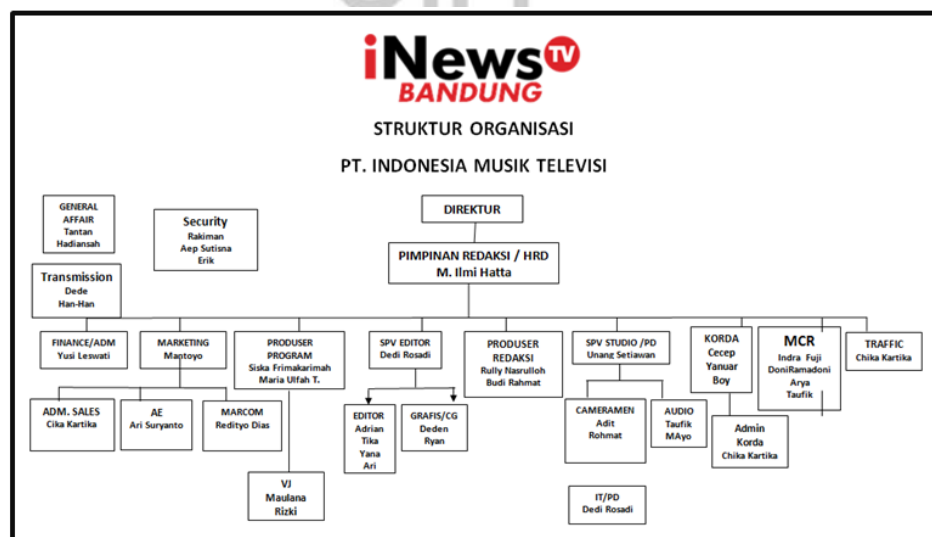 iNews TV
BANDUNG
STRUKTUR ORGANISASI
PT. INDONESIA MUSIK TELEVISI
GENERAL
AFFAIR
Tantan
Hadiansah
Security
Rakiman
Aep Sutisna
Erik
DIREKTUR
PIMPINAN REDAKSI / HRD
M. Ilmi Hatta
Transmission
Dede
Han-Han
FINANCE/ADM
Yusi Leswati
MARKETING
Mantoyo
PRODUSER
PROGRAM
Siska Frimakarimah
Maria Ulfah T.
SPV EDITOR
Dedi Rosadi
PRODUSER
REDAKSI
Rully Nasrulloh
Budi Rahmat
SPV STUDIO /PD
Unang Setiawan
KORDA
Cecep
Yanuar
Boy
MCR
Indra Fuji
DoniRamadoni
Arya
Taufik
TRAFFIC
Chika Kartika
ADM. SALES
Cika Kartika
AE
Ari Suryanto
MARCOM
Redityo Dias
EDITOR
Adrian
Tika
Yana
Ari
GRAFIS/CG
Deden
Ryan
CAMERAMEN
Adit
Rohmat
AUDIO
Taufik
MAyo
Admin
Korda
Chika Kartika
VJ
Maulana
Rizki
IT/PD
Dedi Rosadi